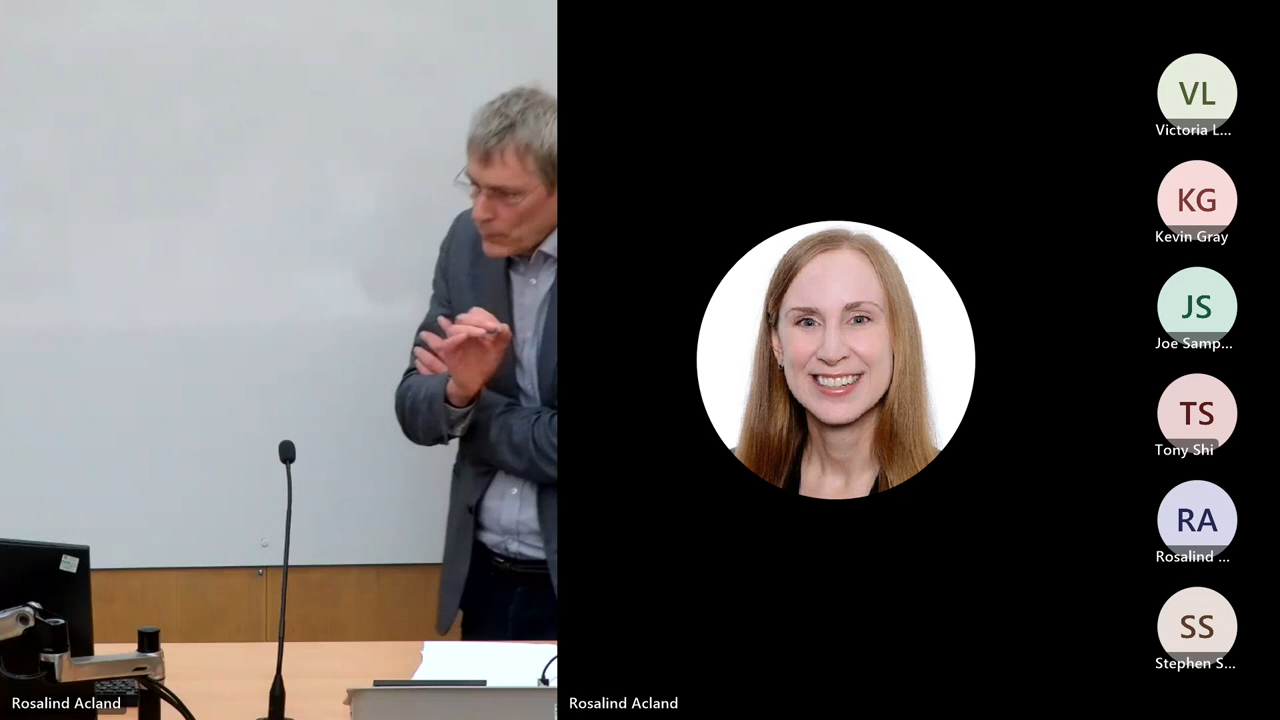 VL
Victoria L...
KG
Kevin Gray
JS
Joe Samp...
TS
Tony Shi
RA
Rosalind ...
SS
Stephen S...
Rosalind Acland
Rosalind Acland